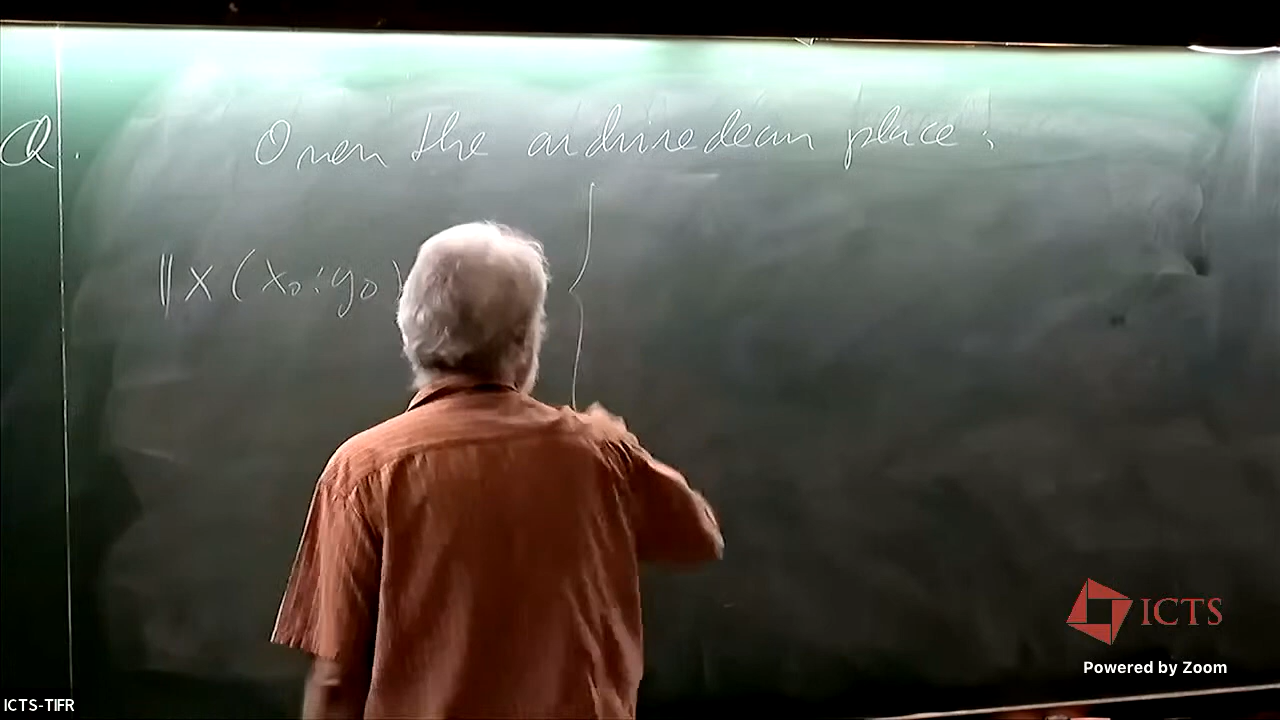 Q.
Over the archimedean place:
‖X(x₀:y₀)
ICTS
Powered by Zoom
ICTS-TIFR